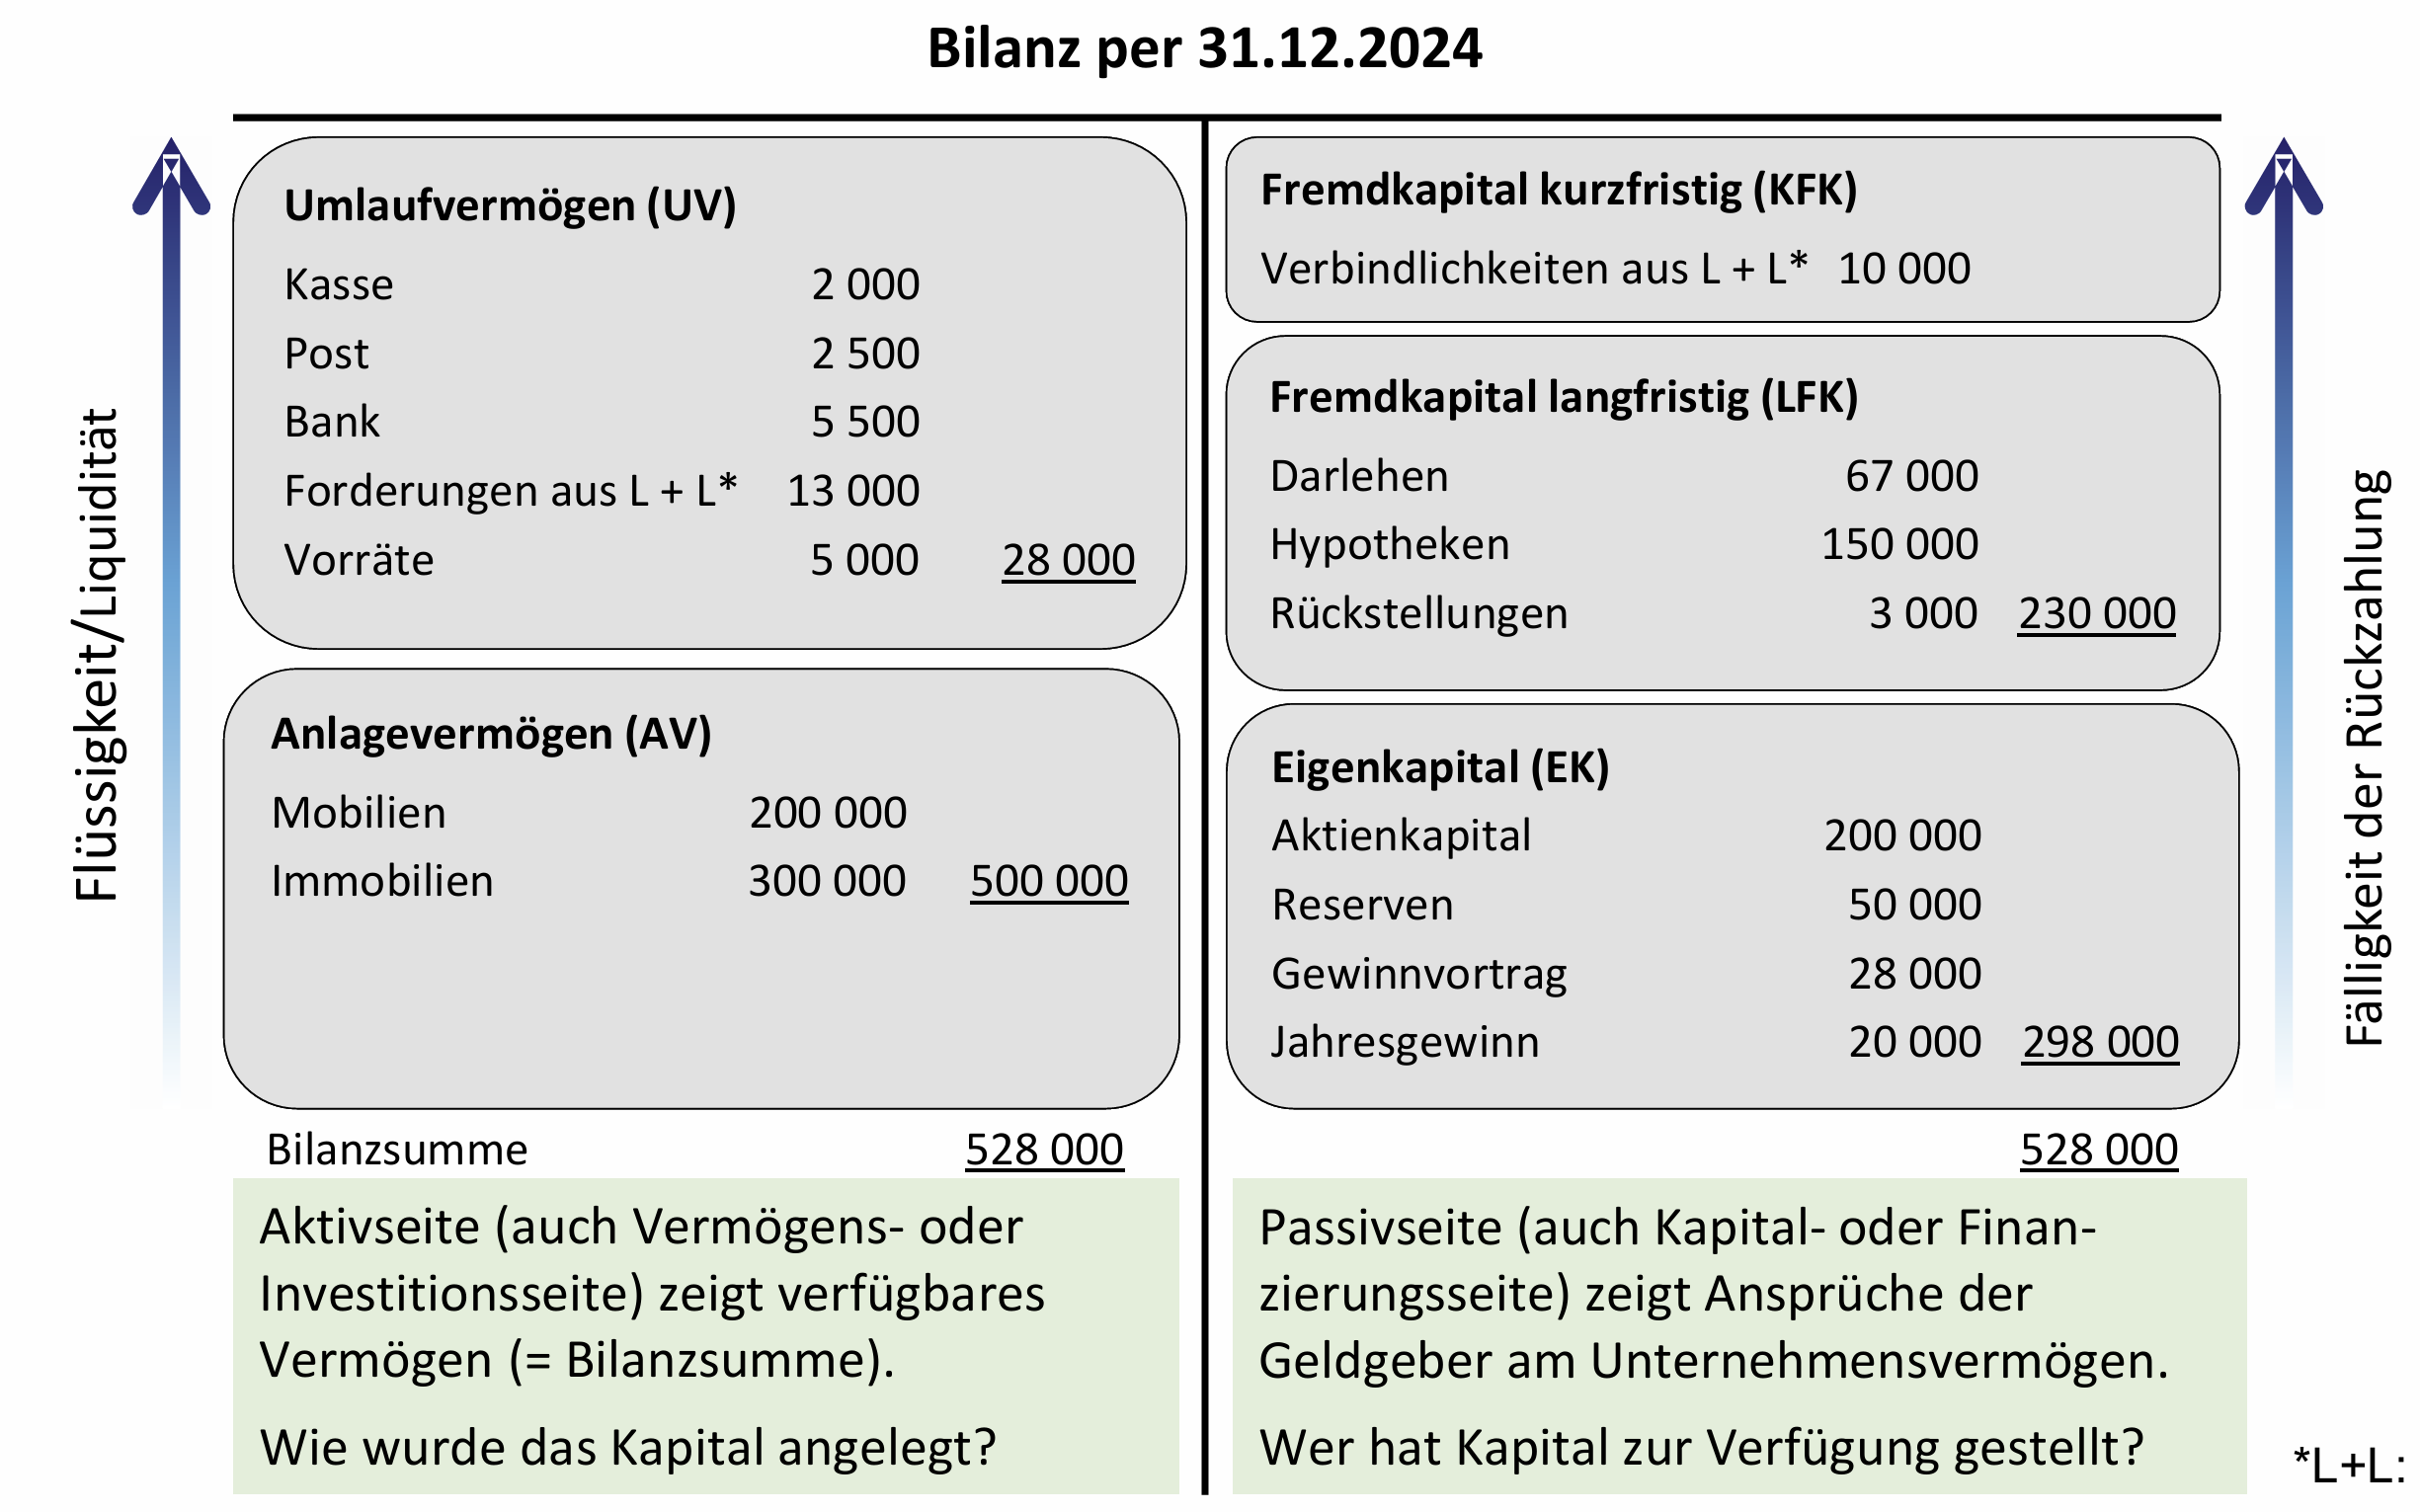 Bilanz per 31.12.2024
Flüssigkeit/Liquidität
Umlaufvermögen (UV)
Kasse 2 000
Post 2 500
Bank 5 500
Forderungen aus L + L* 13 000
Vorräte 5 000 28 000
Anlagevermögen (AV)
Mobilien 200 000
Immobilien 300 000 500 000
Bilanzsumme 528 000
Aktivseite (auch Vermögens- oder
Investitionsseite) zeigt verfügbares
Vermögen (= Bilanzsumme).
Wie wurde das Kapital angelegt?
Fremdkapital kurzfristig (KFK)
Verbindlichkeiten aus L + L* 10 000
Fremdkapital langfristig (LFK)
Darlehen 67 000
Hypotheken 150 000
Rückstellungen 3 000 230 000
Eigenkapital (EK)
Aktienkapital 200 000
Reserven 50 000
Gewinnvortrag 28 000
Jahresgewinn 20 000 298 000
528 000
Passivseite (auch Kapital- oder Finan-
zierungsseite) zeigt Ansprüche der
Geldgeber am Unternehmensvermögen.
Wer hat Kapital zur Verfügung gestellt?
Fälligkeit der Rückzahlung
*L+L: